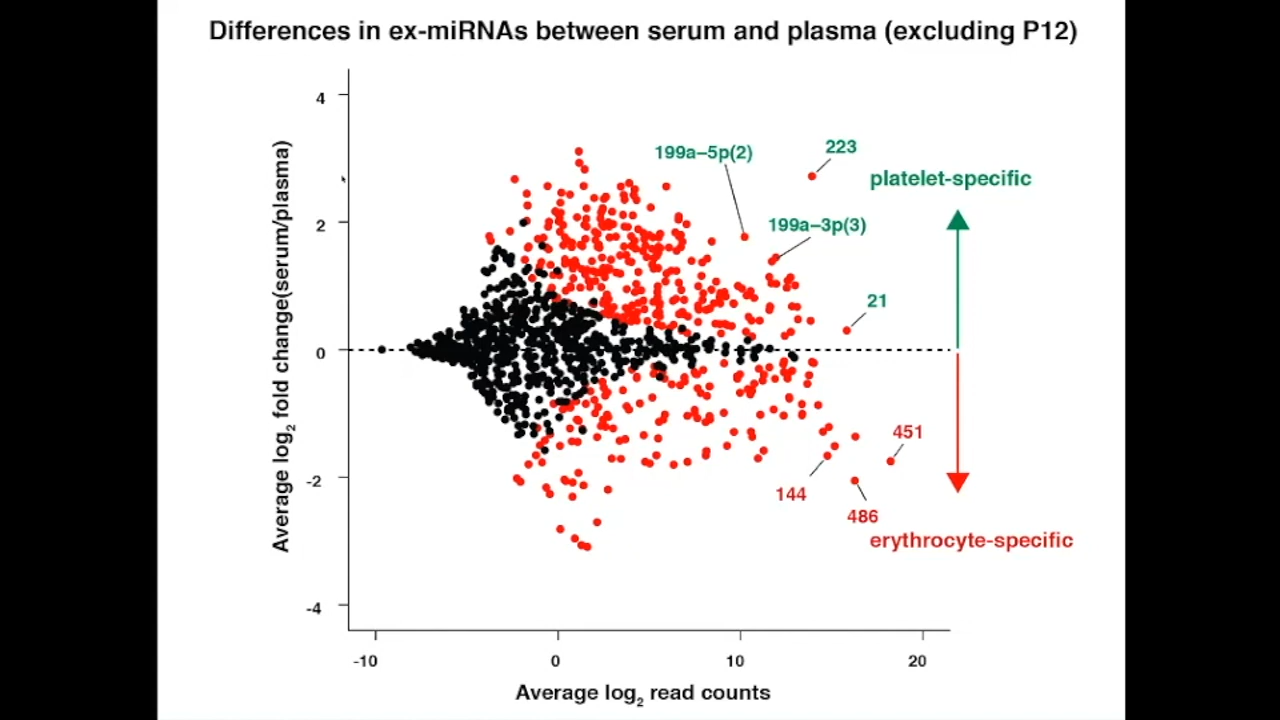 Differences in ex-miRNAs between serum and plasma (excluding P12)
4
2
0
-2
-4
Average log2 fold change(serum/plasma)
199a–5p(2)
223
platelet-specific
199a–3p(3)
21
451
144
486
erythrocyte-specific
-10
0
10
20
Average log2 read counts